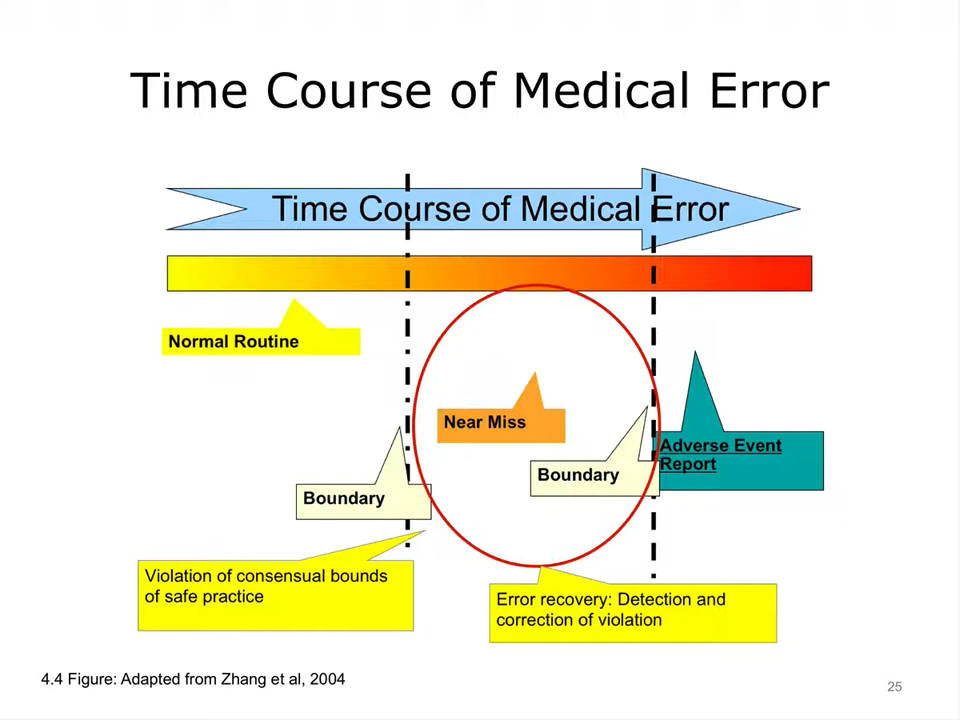 Time Course of Medical Error
Time Course of Medical Error
Normal Routine
Near Miss
Adverse Event
Report
Boundary
Boundary
Violation of consensual bounds
of safe practice
Error recovery: Detection and
correction of violation
4.4 Figure: Adapted from Zhang et al, 2004
25